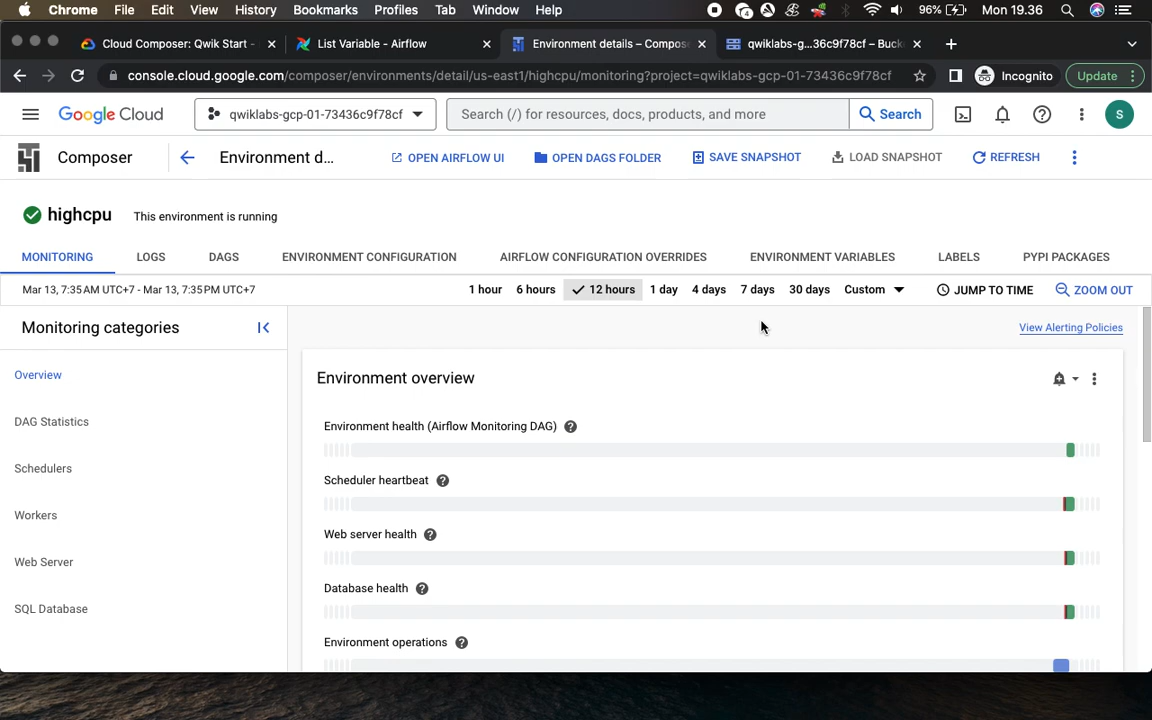 Chrome File Edit View History Bookmarks Profiles Tab Window Help 4 96% Mon 19.36
Cloud Composer: Qwik Start - List Variable - Airflow Environment details – Compos qwiklabs-g...36c9f78cf – Buck
console.cloud.google.com/composer/environments/detail/us-east1/highcpu/monitoring?project=qwiklabs-gcp-01-73436c9f78cf Incognito Update
Google Cloud qwiklabs-gcp-01-73436c9f78cf Search (/) for resources, docs, products, and more Search S
Composer Environment d... OPEN AIRFLOW UI OPEN DAGS FOLDER SAVE SNAPSHOT LOAD SNAPSHOT REFRESH
highcpu This environment is running
MONITORING LOGS DAGS ENVIRONMENT CONFIGURATION AIRFLOW CONFIGURATION OVERRIDES ENVIRONMENT VARIABLES LABELS PYPI PACKAGES
Mar 13, 7:35 AM UTC+7 - Mar 13, 7:35 PM UTC+7 1 hour 6 hours 12 hours 1 day 4 days 7 days 30 days Custom JUMP TO TIME ZOOM OUT
Monitoring categories
View Alerting Policies
Overview
Environment overview
DAG Statistics
Environment health (Airflow Monitoring DAG)
Schedulers
Scheduler heartbeat
Workers
Web server health
Web Server
Database health
SQL Database
Environment operations